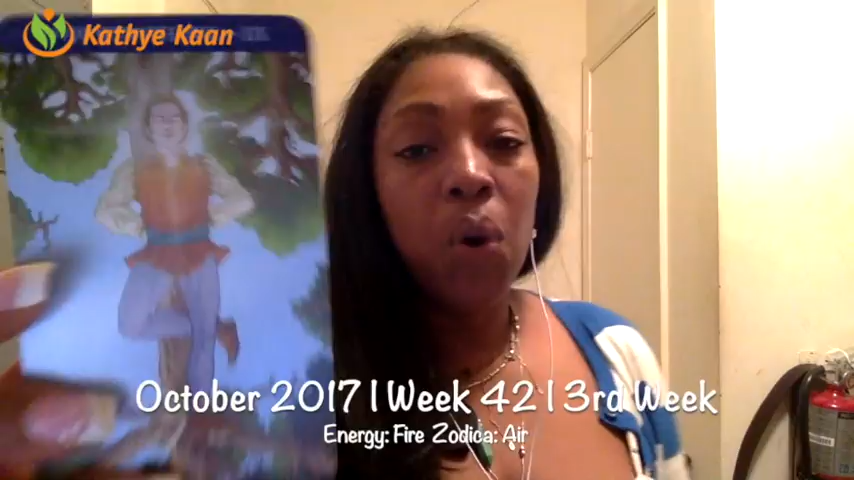 Kathye Kaan
October 2017 | Week 42 | 3rd Week
Energy: Fire Zodica: Air